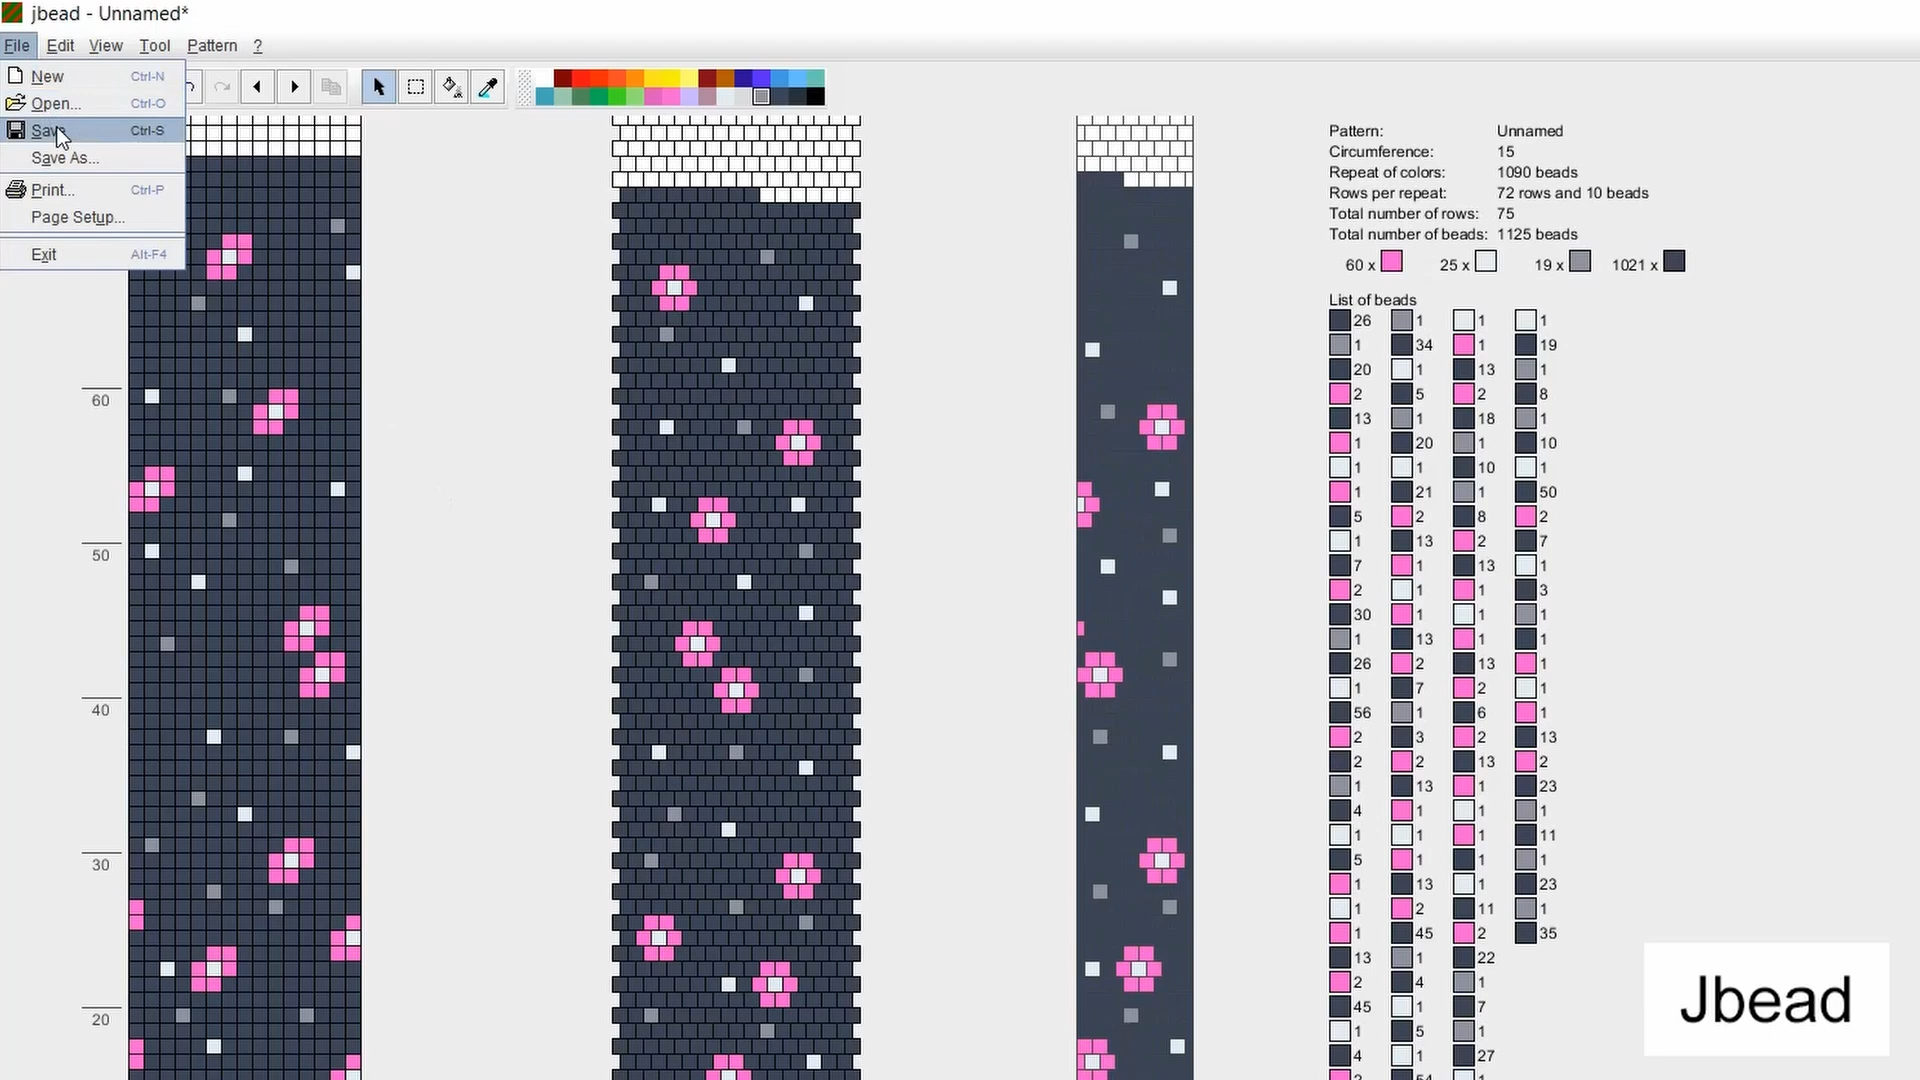 jbead - Unnamed*
File Edit View Tool Pattern ?
New Ctrl-N
Open... Ctrl-O
Save Ctrl-S
Save As...
Print... Ctrl-P
Page Setup...
Exit Alt-F4
60
50
40
30
20
Pattern: Unnamed
Circumference: 15
Repeat of colors: 1090 beads
Rows per repeat: 72 rows and 10 beads
Total number of rows: 75
Total number of beads: 1125 beads
60 x 25 x 19 x 1021 x
List of beads
26 1 1 1
1 34 1 19
20 1 13 1
2 5 2 8
13 1 18 1
1 20 1 10
1 1 10 1
1 21 1 50
5 2 8 2
1 13 2 7
7 1 13 1
2 1 1 3
30 1 1 1
1 13 1 1
26 2 13 1
1 7 2 1
56 1 6 1
2 3 2 13
2 2 13 2
1 13 1 23
4 1 1 1
1 1 1 11
5 1 1 1
1 13 1 23
1 2 11 1
1 45 2 35
13 1 22
2 4 1
45 1 7
1 5 1
4 1 27
Jbead